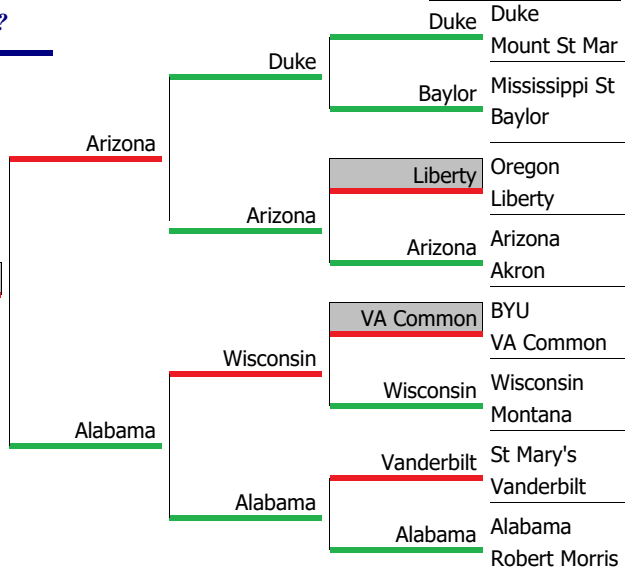 ?
Duke
Mount St Mar
Mississippi St
Baylor
Oregon
Liberty
Arizona
Akron
BYU
VA Common
Wisconsin
Montana
St Mary's
Vanderbilt
Alabama
Robert Morris
Duke
Baylor
Liberty
Arizona
VA Common
Wisconsin
Vanderbilt
Alabama
Duke
Arizona
Wisconsin
Alabama
Arizona
Alabama